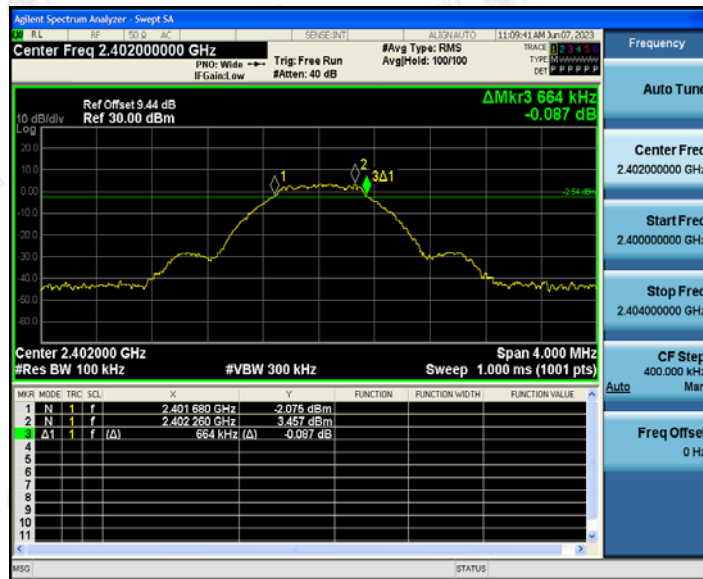 Agilent Spectrum Analyzer - Swept SA
RL RF 50 Ω AC SENSE:INT ALIGN AUTO 11:09:41 AM Jun 07, 2023
Center Freq 2.402000000 GHz
PNO: Wide
IFGain:Low
Trig: Free Run
#Atten: 40 dB
#Avg Type: RMS
Avg|Hold: 100/100
TRACE 1 2 3 4 5 6
TYPE M
DET P P P P P P
Ref Offset 9.44 dB
Ref 30.00 dBm
10 dB/div
Log
ΔMkr3 664 kHz
-0.087 dB
20.0
10.0
0.00
-10.0
-20.0
-30.0
-40.0
-50.0
-60.0
1
2
3Δ1
-2.54 dBm
Center 2.402000 GHz
#Res BW 100 kHz
#VBW 300 kHz
Span 4.000 MHz
Sweep 1.000 ms (1001 pts)
MKR MODE TRC SCL X Y FUNCTION FUNCTION WIDTH FUNCTION VALUE
1 N 1 f 2.401 680 GHz -2.075 dBm
2 N 1 f 2.402 260 GHz 3.457 dBm
3 Δ1 1 f (Δ) 664 kHz (Δ) -0.087 dB
4
5
6
7
8
9
10
11
MSG STATUS
Frequency
Auto Tune
Center Freq
2.402000000 GHz
Start Freq
2.400000000 GHz
Stop Freq
2.404000000 GHz
CF Step
400.000 kHz
Auto Man
Freq Offset
0 Hz